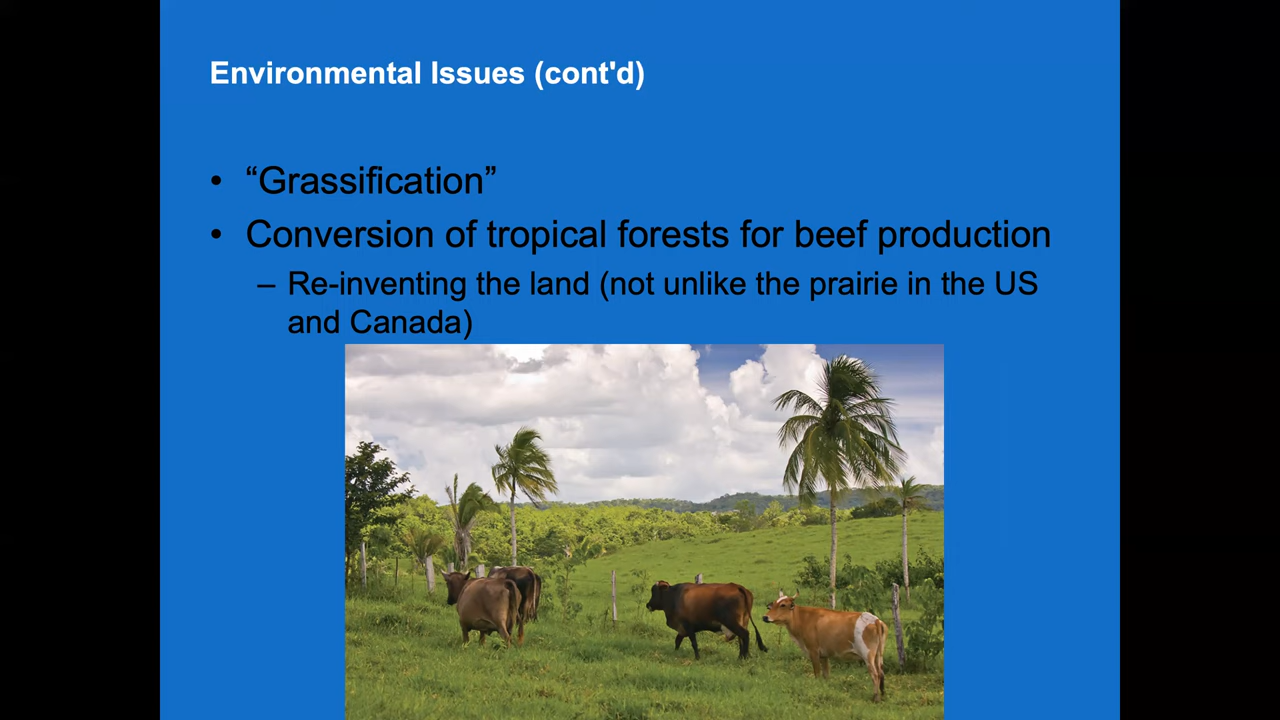 Environmental Issues (cont'd)
• “Grassification”
• Conversion of tropical forests for beef production
– Re-inventing the land (not unlike the prairie in the US
and Canada)